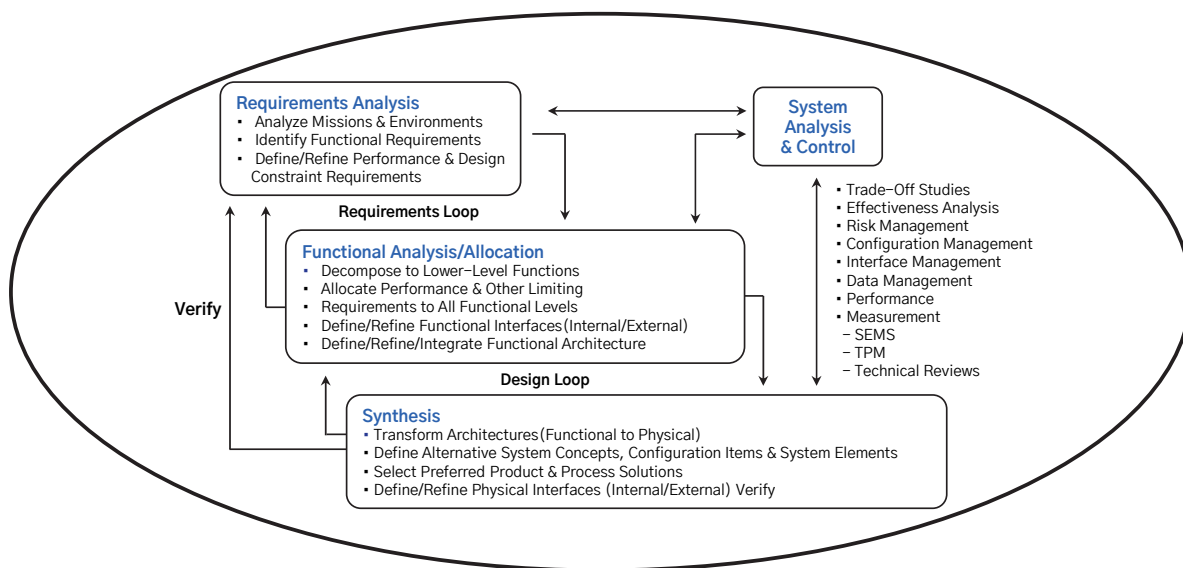 Requirements Analysis
▪ Analyze Missions & Environments
▪ Identify Functional Requirements
▪ Define/Refine Performance & Design
Constraint Requirements
System
Analysis
& Control
Requirements Loop
▪ Trade-Off Studies
▪ Effectiveness Analysis
▪ Risk Management
▪ Configuration Management
▪ Interface Management
▪ Data Management
▪ Performance
▪ Measurement
– SEMS
– TPM
– Technical Reviews
Functional Analysis/Allocation
▪ Decompose to Lower-Level Functions
▪ Allocate Performance & Other Limiting
▪ Requirements to All Functional Levels
▪ Define/Refine Functional Interfaces(Internal/External)
▪ Define/Refine/Integrate Functional Architecture
Verify
Design Loop
Synthesis
▪ Transform Architectures(Functional to Physical)
▪ Define Alternative System Concepts, Configuration Items & System Elements
▪ Select Preferred Product & Process Solutions
▪ Define/Refine Physical Interfaces (Internal/External) Verify